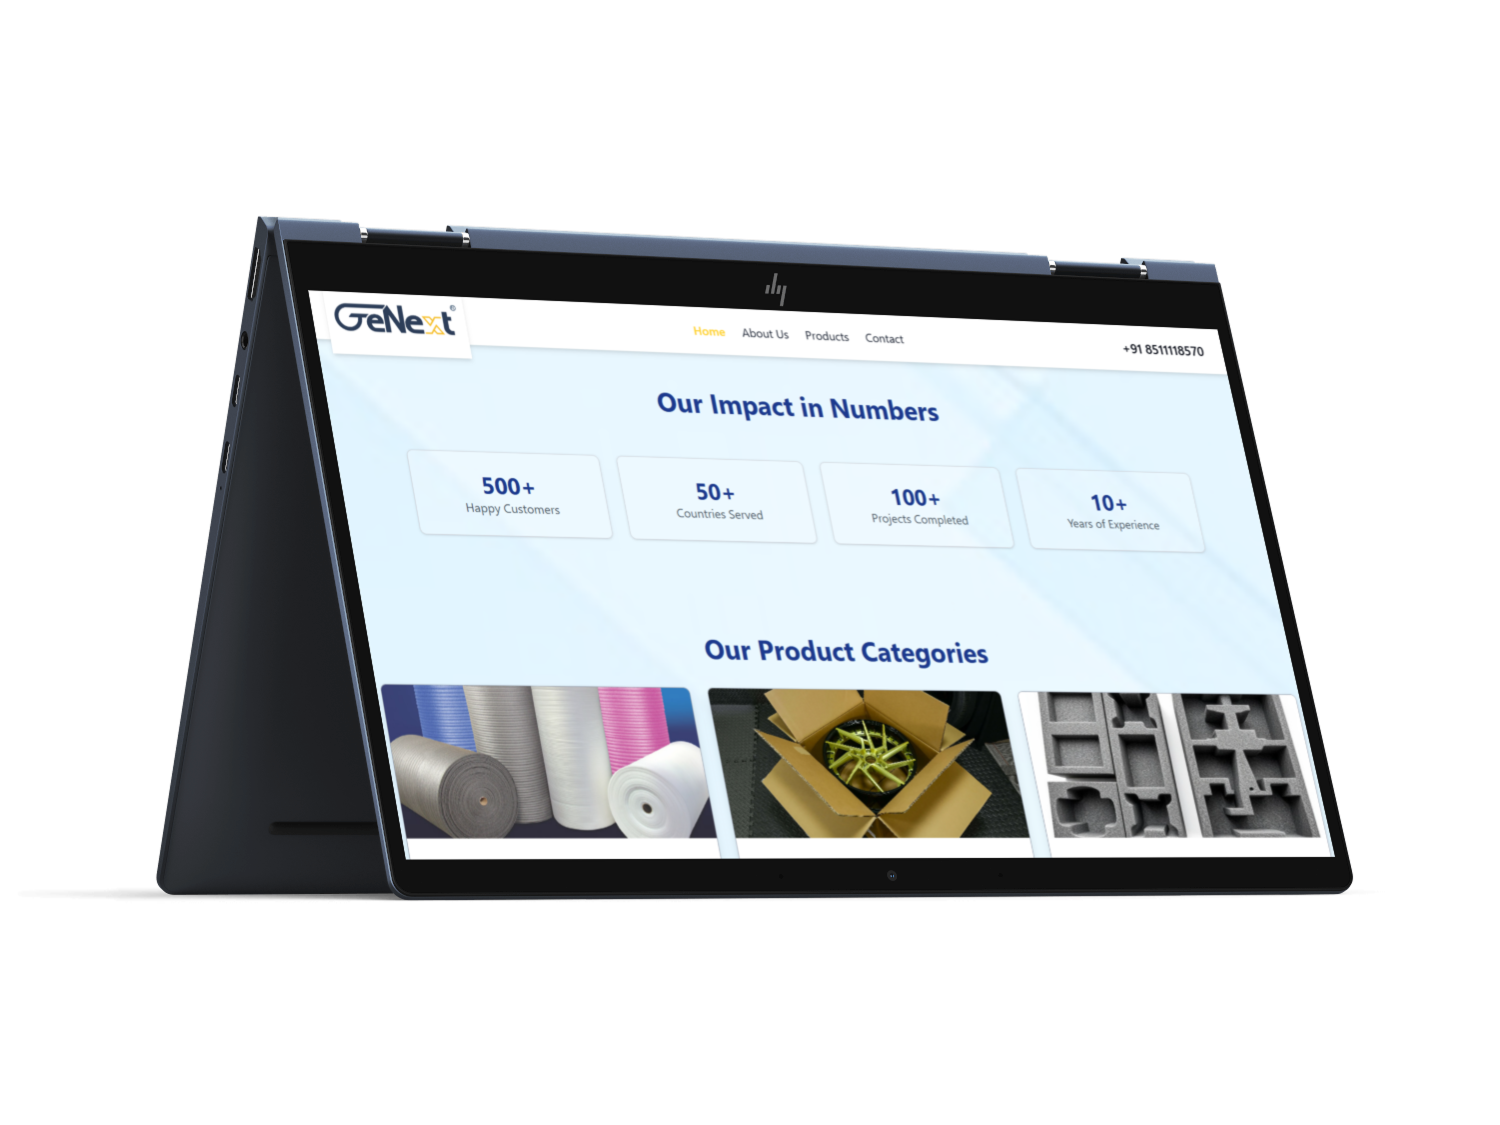 GeNext®
Home About Us Products Contact
+91 8511118570
Our Impact in Numbers
500+
Happy Customers
50+
Countries Served
100+
Projects Completed
10+
Years of Experience
Our Product Categories